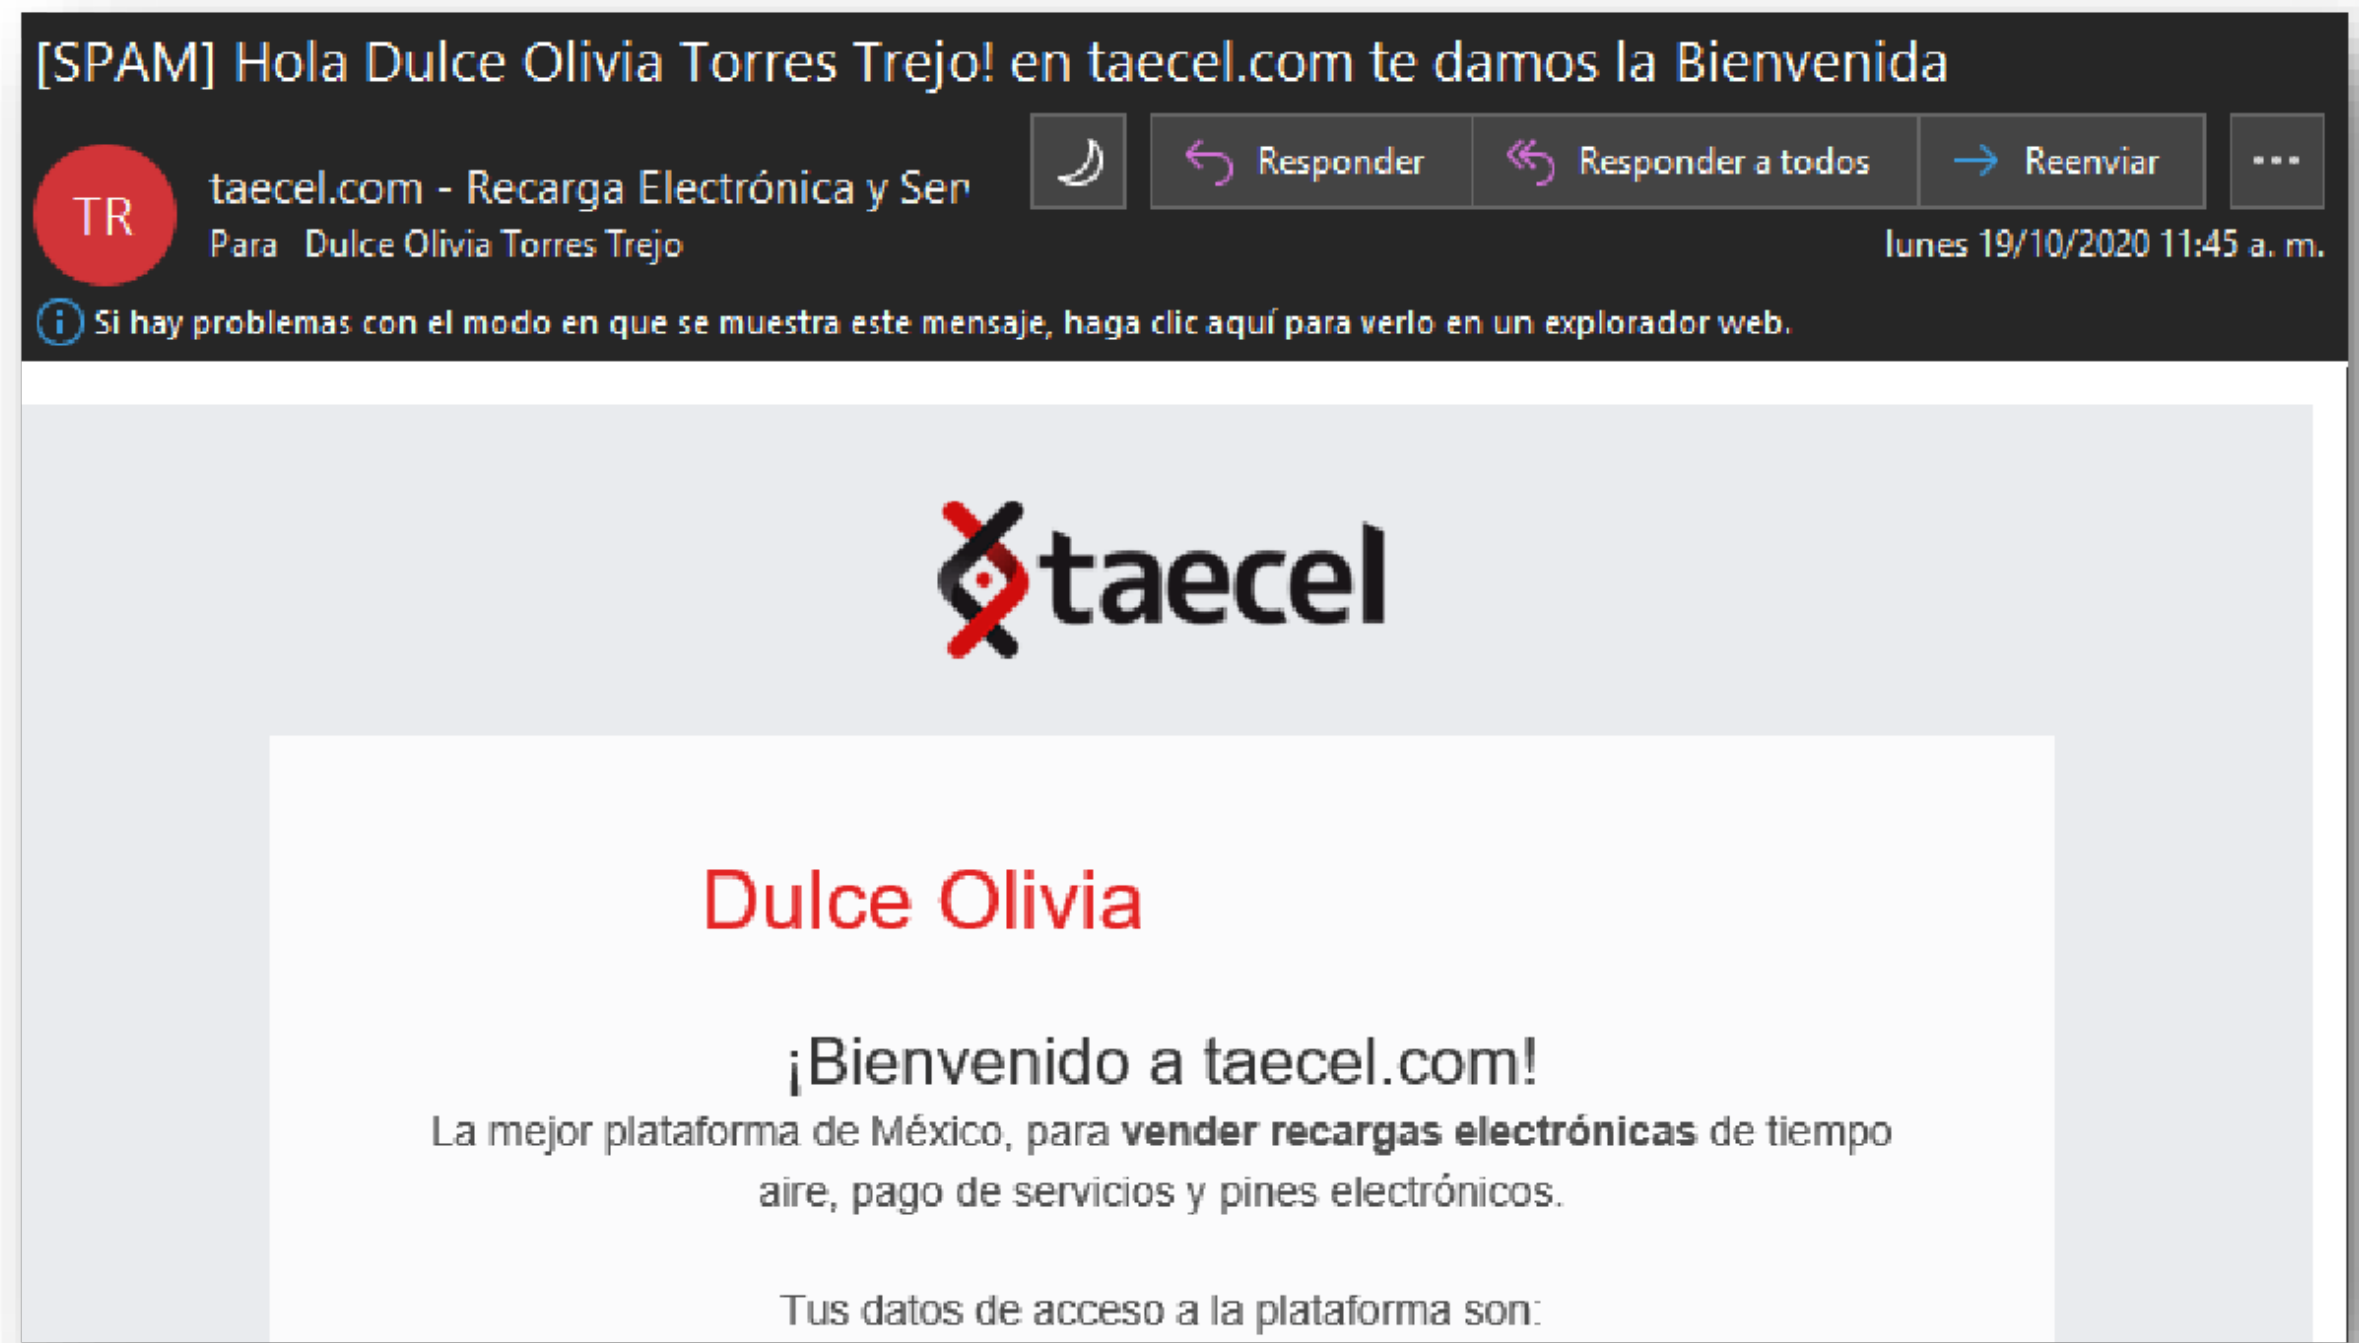 [SPAM] Hola Dulce Olivia Torres Trejo! en taecel.com te damos la Bienvenida
Responder
Responder a todos
Reenviar
TR
taecel.com - Recarga Electrónica y Ser
Para Dulce Olivia Torres Trejo
lunes 19/10/2020 11:45 a. m.
Si hay problemas con el modo en que se muestra este mensaje, haga clic aquí para verlo en un explorador web.
taecel
Dulce Olivia
¡Bienvenido a taecel.com!
La mejor plataforma de México, para vender recargas electrónicas de tiempo
aire, pago de servicios y pines electrónicos.
Tus datos de acceso a la plataforma son: